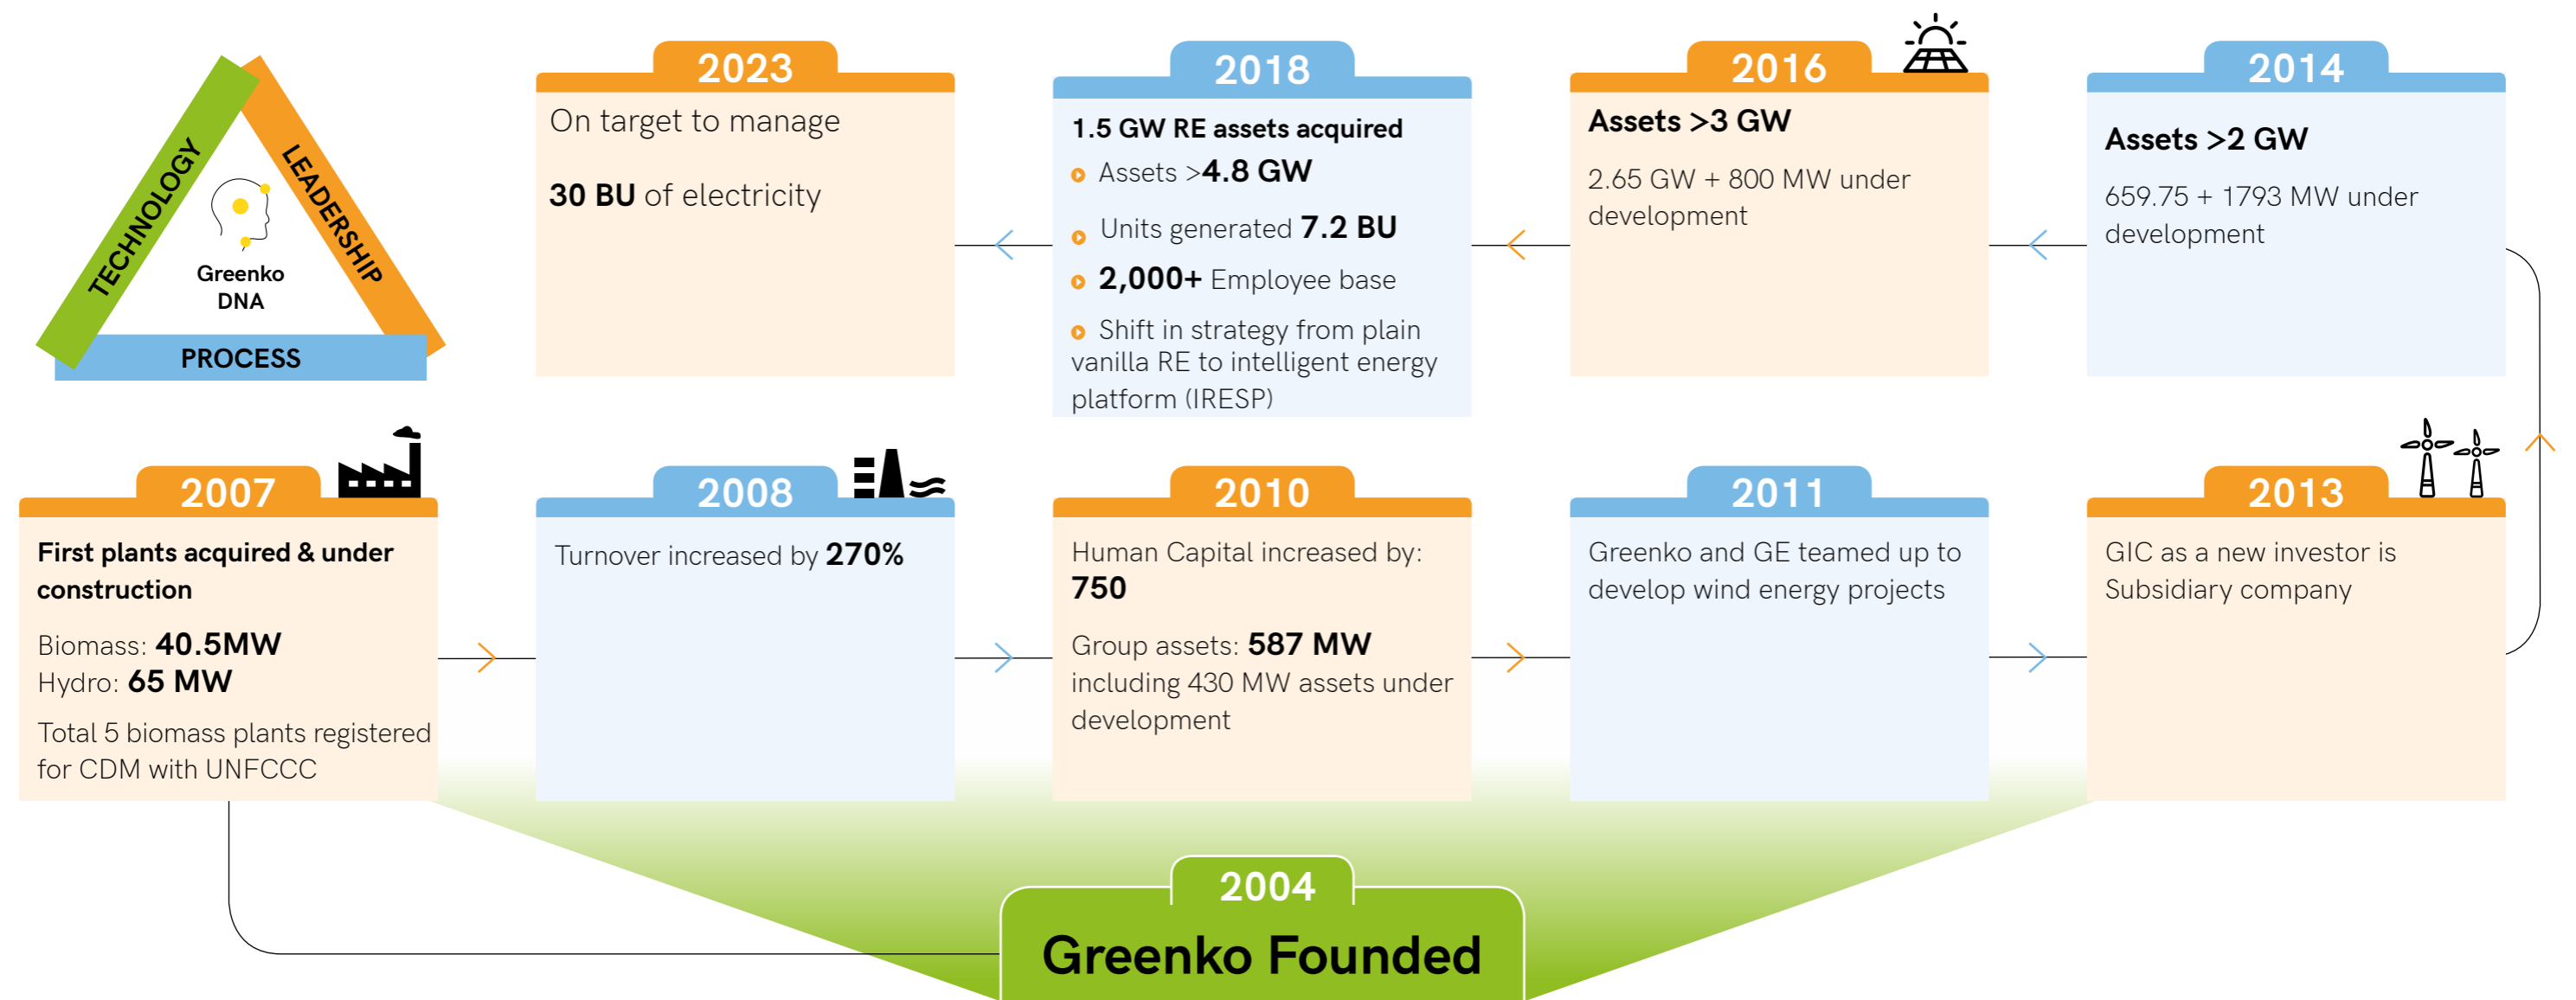 TECHNOLOGY
LEADERSHIP
PROCESS
Greenko
DNA
2023
On target to manage
30 BU of electricity
2018
1.5 GW RE assets acquired
Assets >4.8 GW
Units generated 7.2 BU
2,000+ Employee base
Shift in strategy from plain
vanilla RE to intelligent energy
platform (IRESP)
2016
Assets >3 GW
2.65 GW + 800 MW under
development
2014
Assets >2 GW
659.75 + 1793 MW under
development
2007
First plants acquired & under
construction
Biomass: 40.5MW
Hydro: 65 MW
Total 5 biomass plants registered
for CDM with UNFCCC
2008
Turnover increased by 270%
2010
Human Capital increased by:
750
Group assets: 587 MW
including 430 MW assets under
development
2011
Greenko and GE teamed up to
develop wind energy projects
2013
GIC as a new investor is
Subsidiary company
2004
Greenko Founded